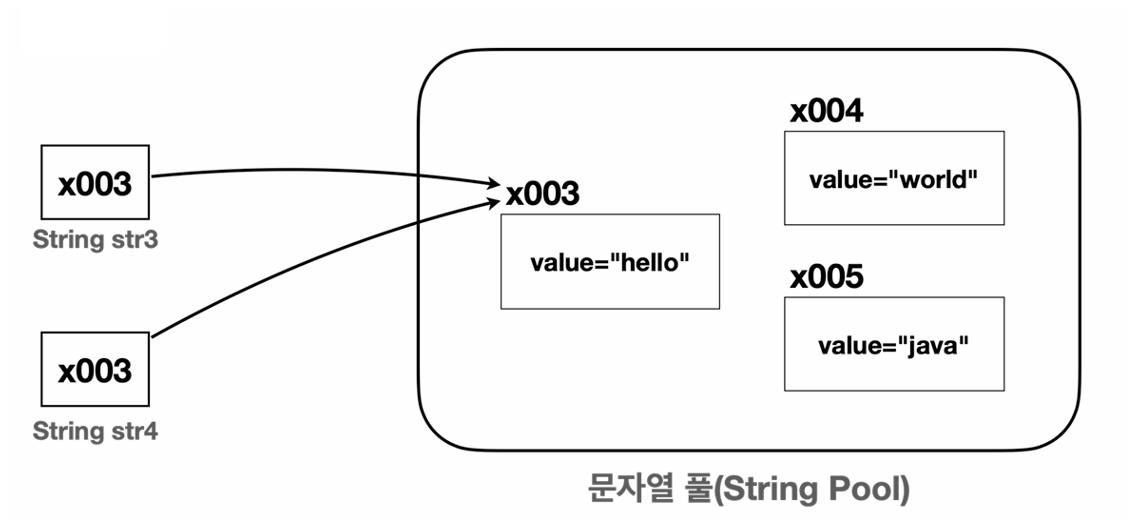 x003
String str3
x003
String str4
x003
value="hello"
x004
value="world"
x005
value="java"
문자열 풀(String Pool)